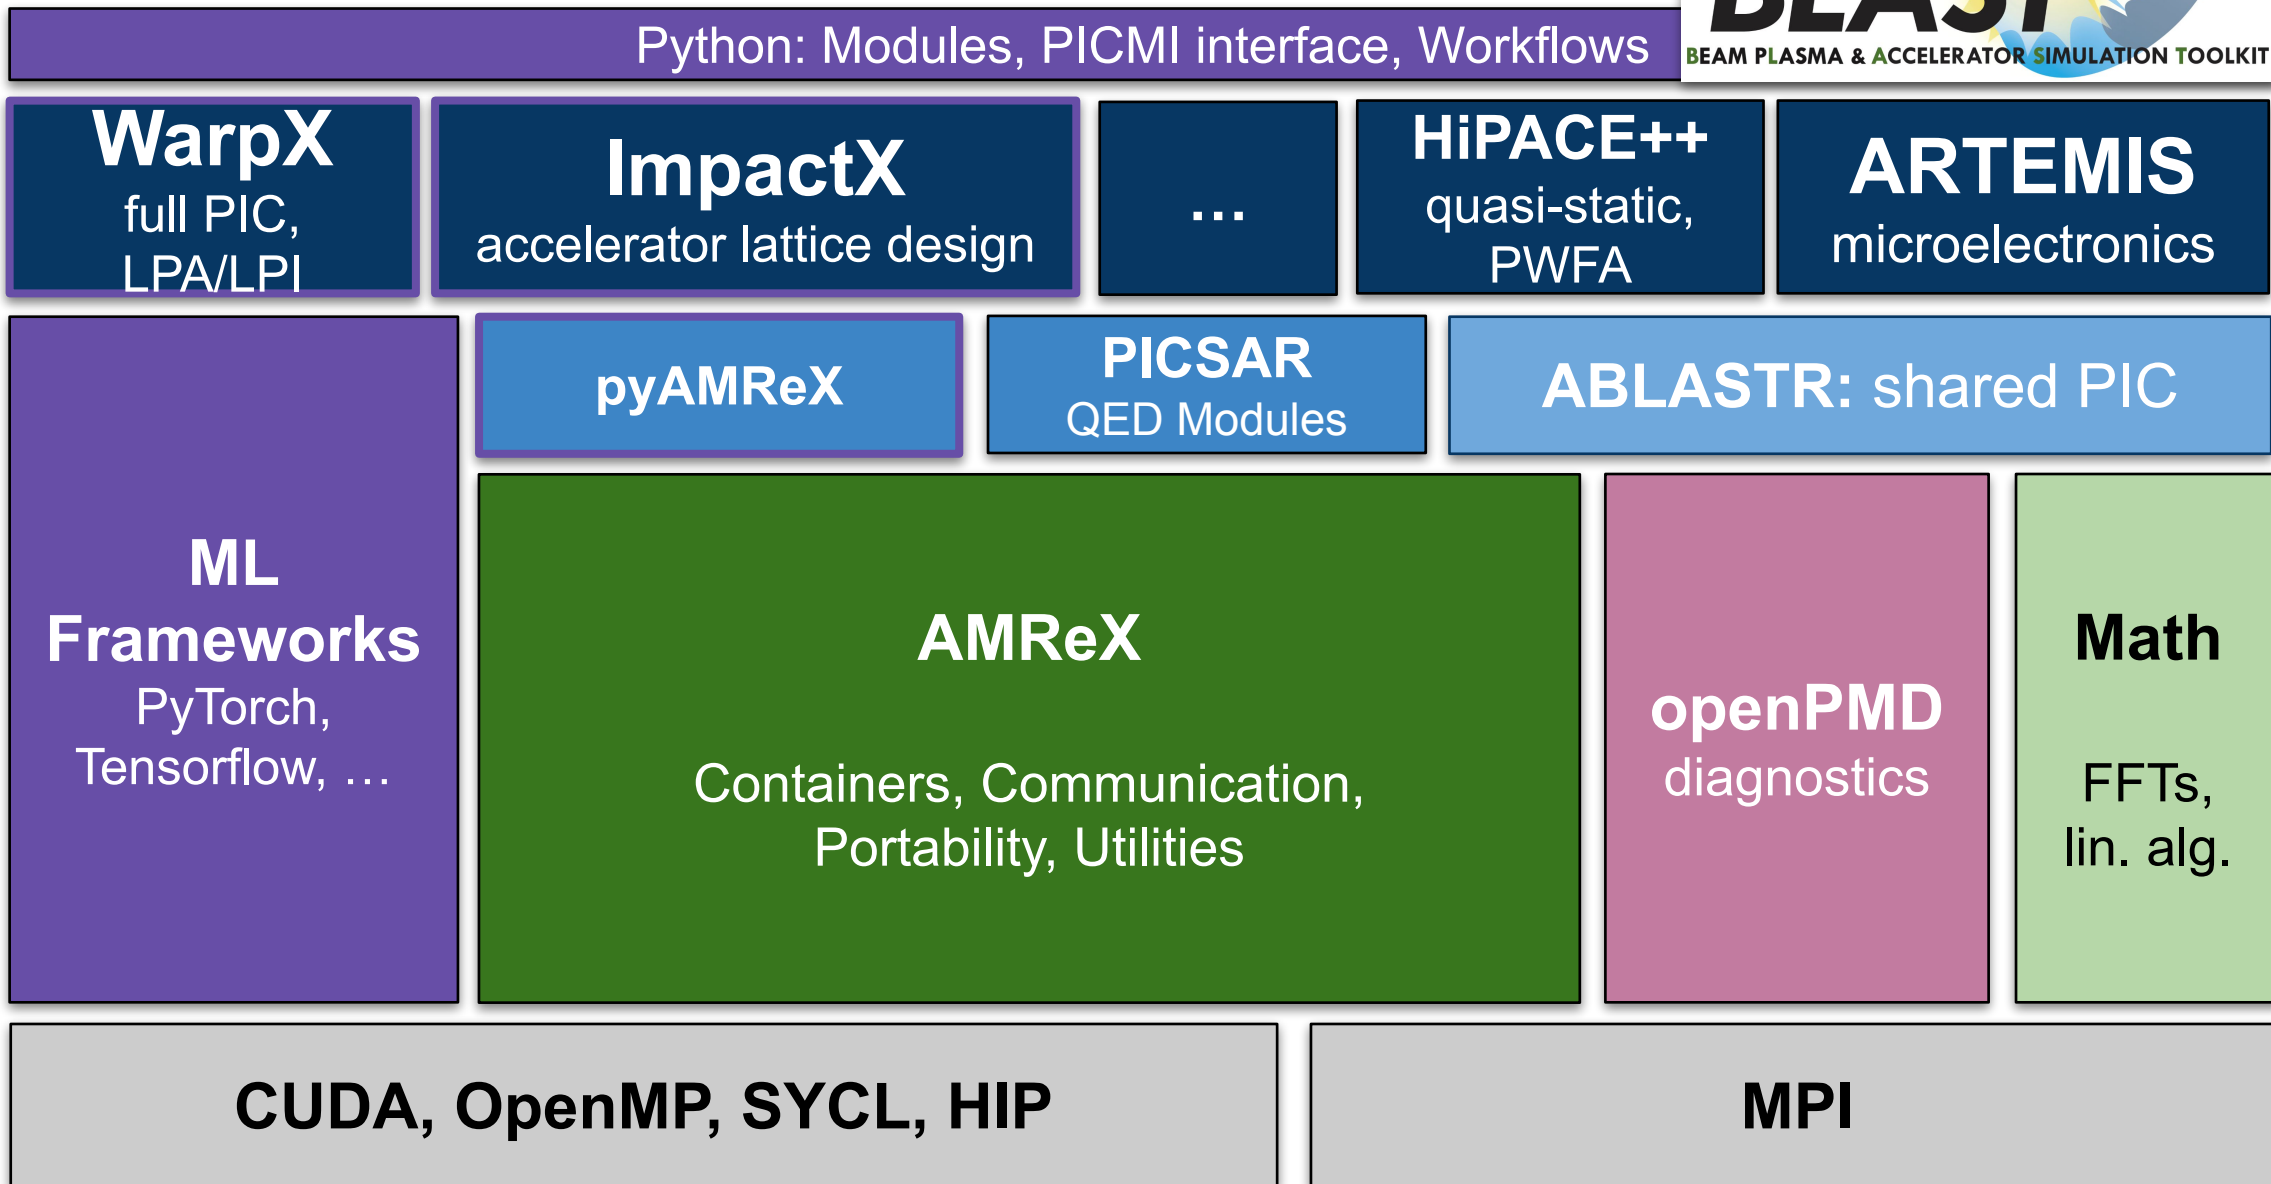 BLAST
Python: Modules, PICMI interface, Workflows
BEAM PLASMA & ACCELERATOR SIMULATION TOOLKIT
WarpX
full PIC,
LPA/LPI
ImpactX
accelerator lattice design
...
HiPACE++
quasi-static,
PWFA
ARTEMIS
microelectronics
ML
Frameworks
PyTorch,
Tensorflow, …
pyAMReX
PICSAR
QED Modules
ABLASTR: shared PIC
AMReX
Containers, Communication,
Portability, Utilities
openPMD
diagnostics
Math
FFTs,
lin. alg.
CUDA, OpenMP, SYCL, HIP
MPI